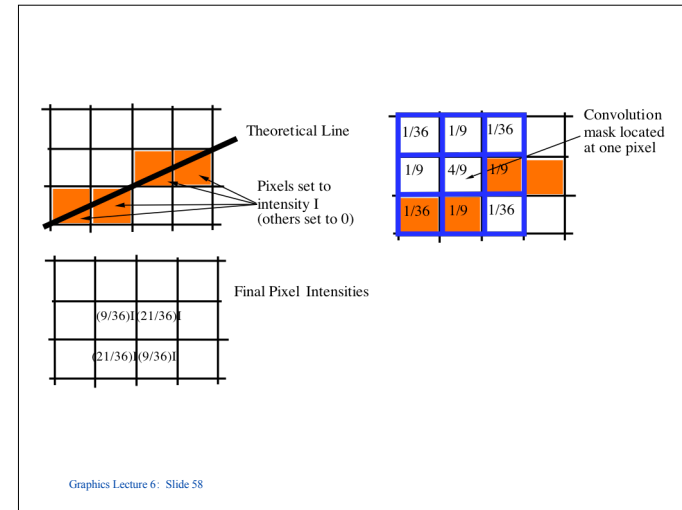 Theoretical Line
Pixels set to
intensity I
(others set to 0)
Convolution
mask located
at one pixel
1/36 1/9 1/36
1/9 4/9 1/9
1/36 1/9 1/36
Final Pixel Intensities
(9/36)I (21/36)I
(21/36)I (9/36)I
Graphics Lecture 6: Slide 58